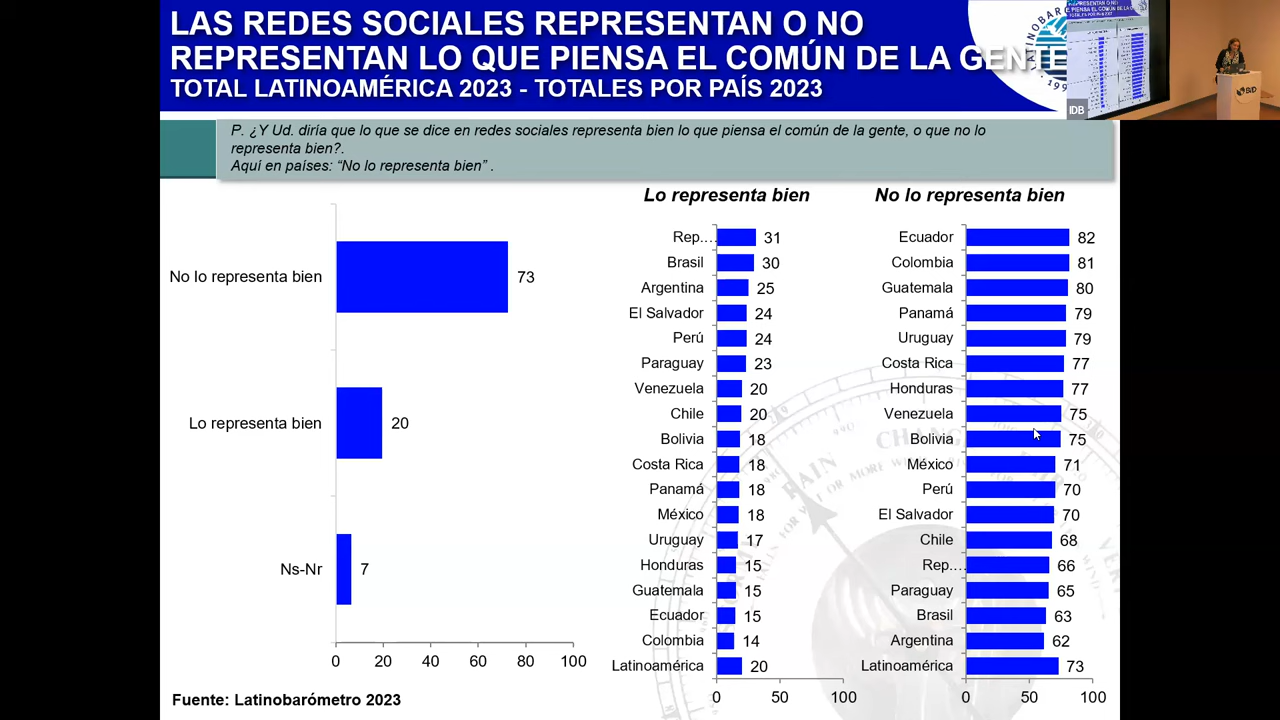 LAS REDES SOCIALES REPRESENTAN O NO
REPRESENTAN LO QUE PIENSA EL COMÚN DE LA GENTE
TOTAL LATINOAMÉRICA 2023 - TOTALES POR PAÍS 2023
IDB
BID
P. ¿Y Ud. diría que lo que se dice en redes sociales representa bien lo que piensa el común de la gente, o que no lo
representa bien?.
Aquí en países: “No lo representa bien” .
No lo representa bien 73
Lo representa bien 20
Ns-Nr 7
0 20 40 60 80 100
Lo representa bien
Rep.... 31
Brasil 30
Argentina 25
El Salvador 24
Perú 24
Paraguay 23
Venezuela 20
Chile 20
Bolivia 18
Costa Rica 18
Panamá 18
México 18
Uruguay 17
Honduras 15
Guatemala 15
Ecuador 15
Colombia 14
Latinoamérica 20
0 50 100
No lo representa bien
Ecuador 82
Colombia 81
Guatemala 80
Panamá 79
Uruguay 79
Costa Rica 77
Honduras 77
Venezuela 75
Bolivia 75
México 71
Perú 70
El Salvador 70
Chile 68
Rep.... 66
Paraguay 65
Brasil 63
Argentina 62
Latinoamérica 73
0 50 100
Fuente: Latinobarómetro 2023